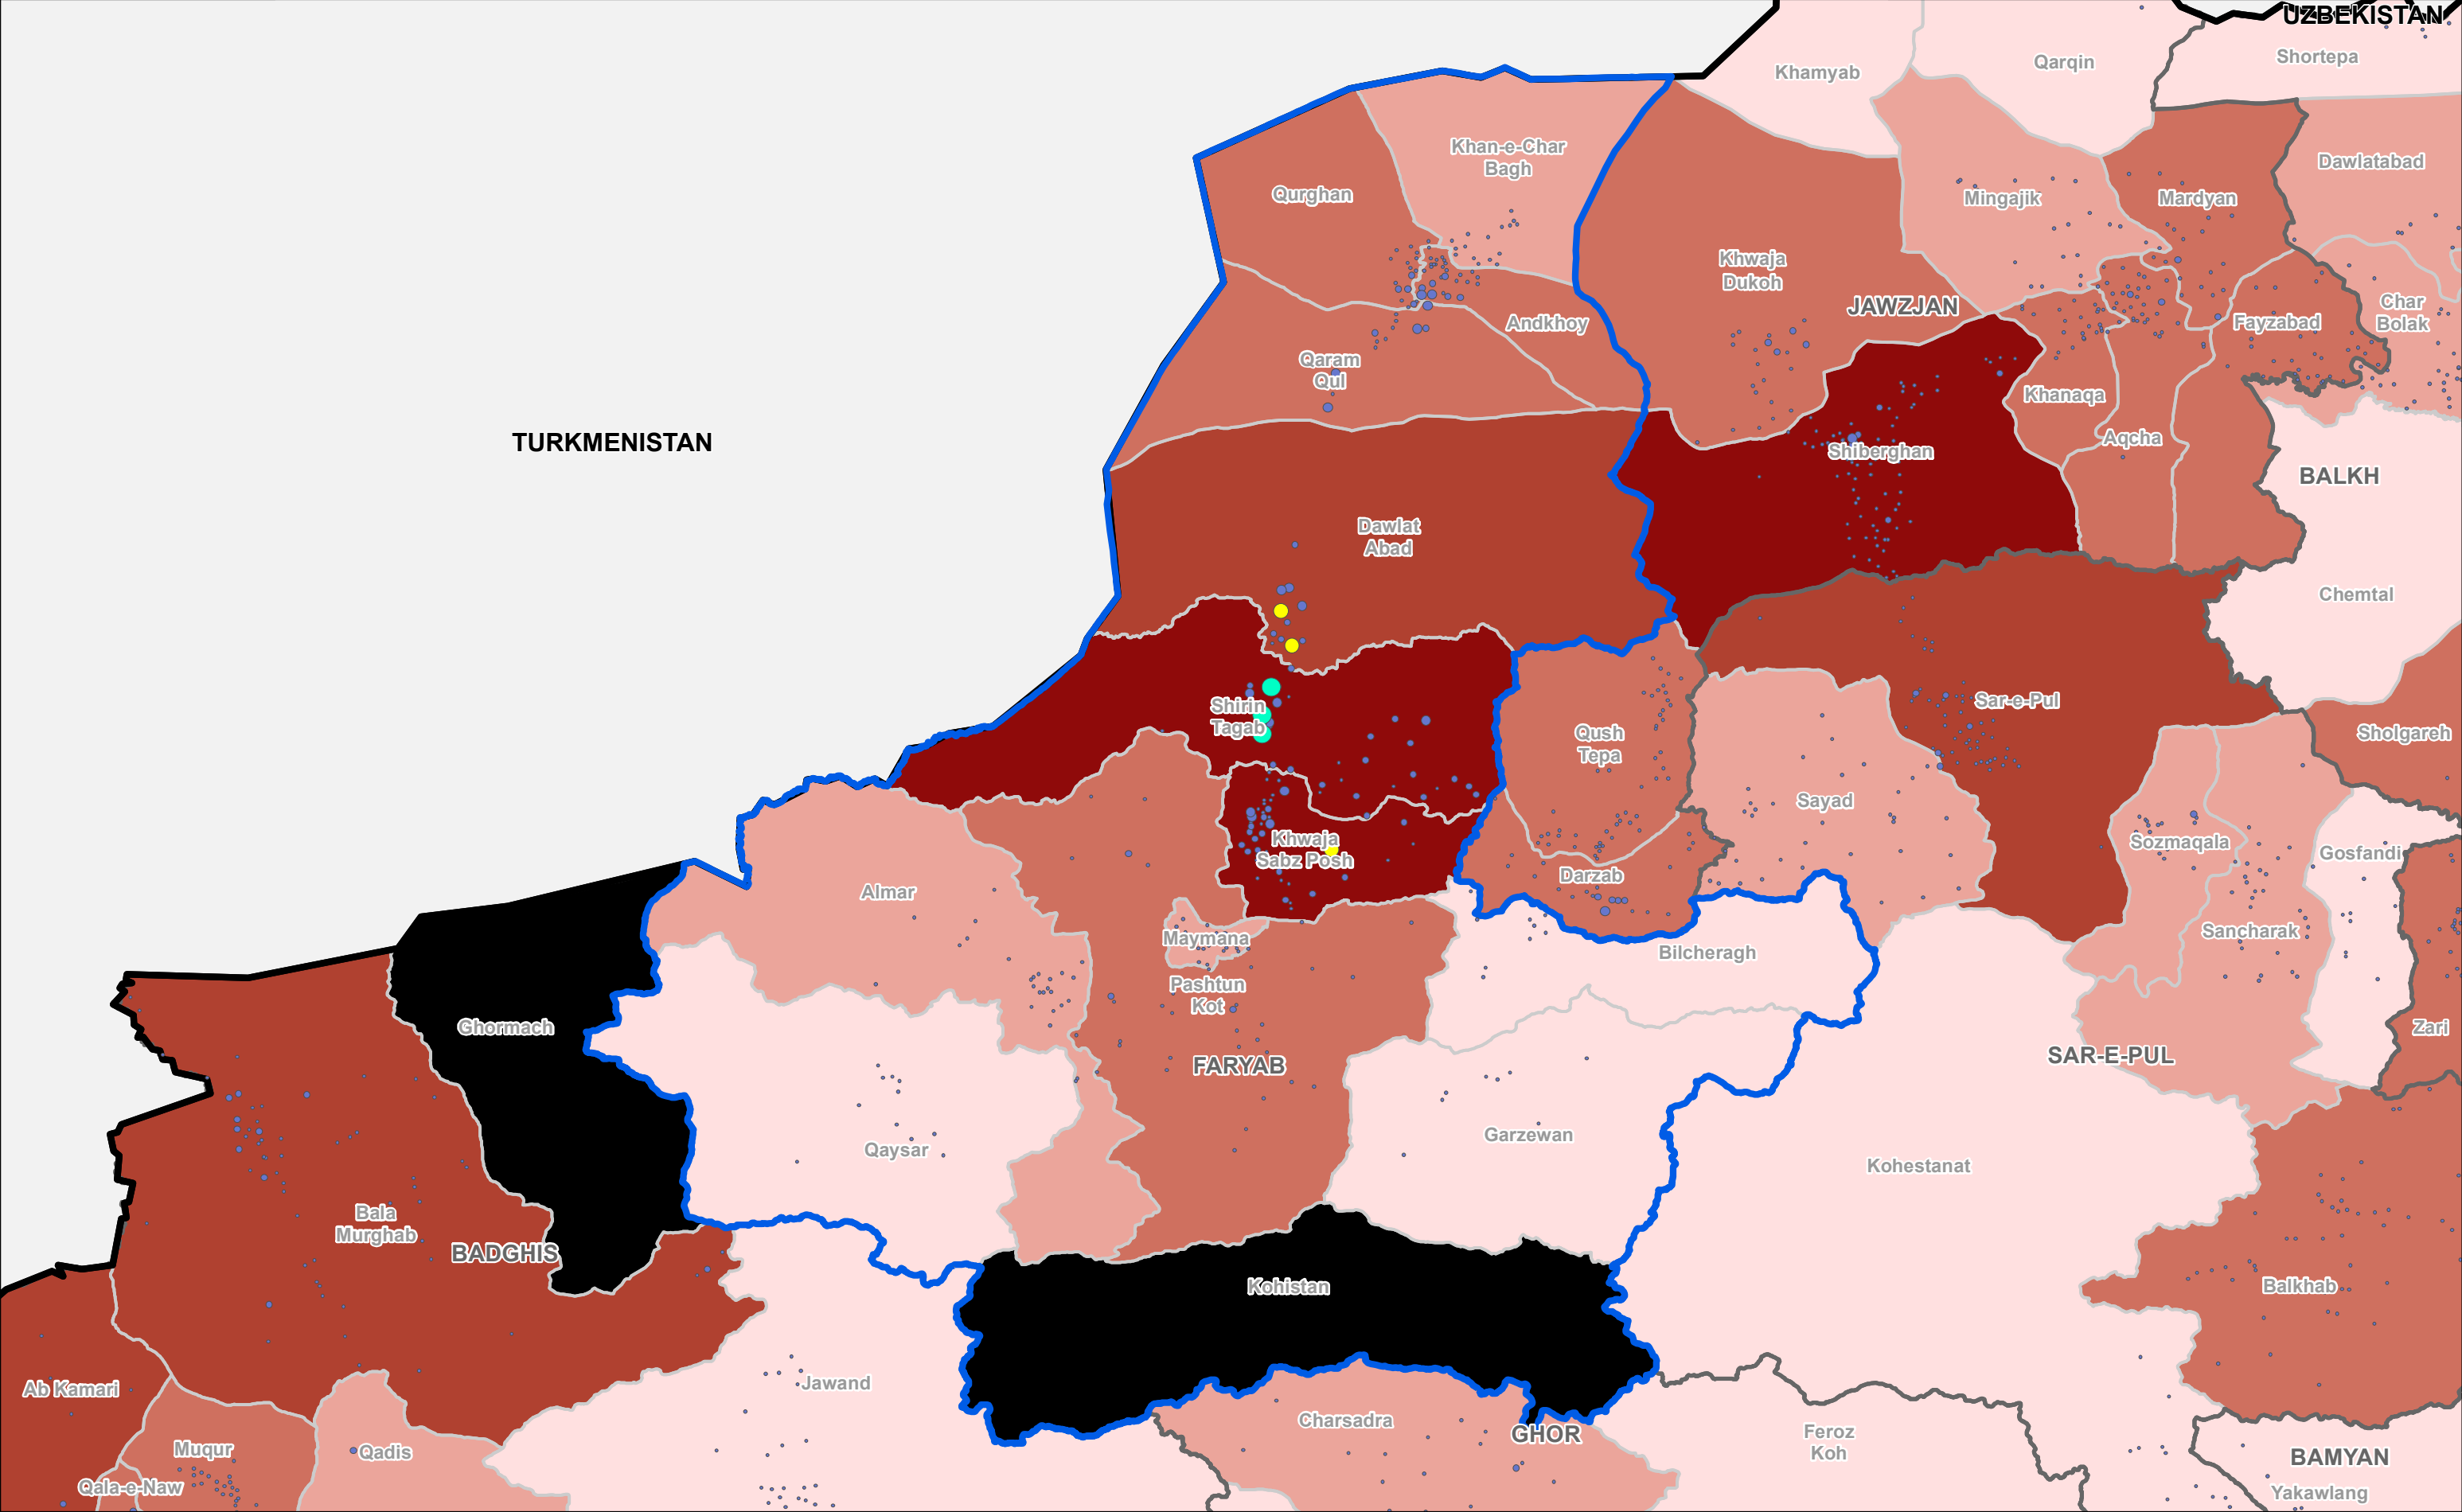 UZBEKISTAN
Shortepa
Khamyab
Qarqin
Khan-e-Char
Bagh
Dawlatabad
Qurghan
Mingajik
Mardyan
Khwaja
Dukoh
JAWZJAN
Char
Bolak
Andkhoy
Fayzabad
Qaram
Qul
Khanaqa
TURKMENISTAN
Aqcha
Shiberghan
BALKH
Dawlat
Abad
Chemtal
Shirin
Tagab
Sar-e-Pul
Qush
Tepa
Sholgareh
Sayad
Khwaja
Sabz Posh
Sozmaqala
Gosfandi
Darzab
Almar
Maymana
Sancharak
Bilcheragh
Pashtun
Kot
Ghormach
Zari
FARYAB
SAR-E-PUL
Garzewan
Qaysar
Kohestanat
Bala
Murghab
BADGHIS
Kohistan
Balkhab
Ab Kamari
Jawand
Charsadra
GHOR
Feroz
Koh
Muqur
Qadis
BAMYAN
Qala-e-Naw
Yakawlang